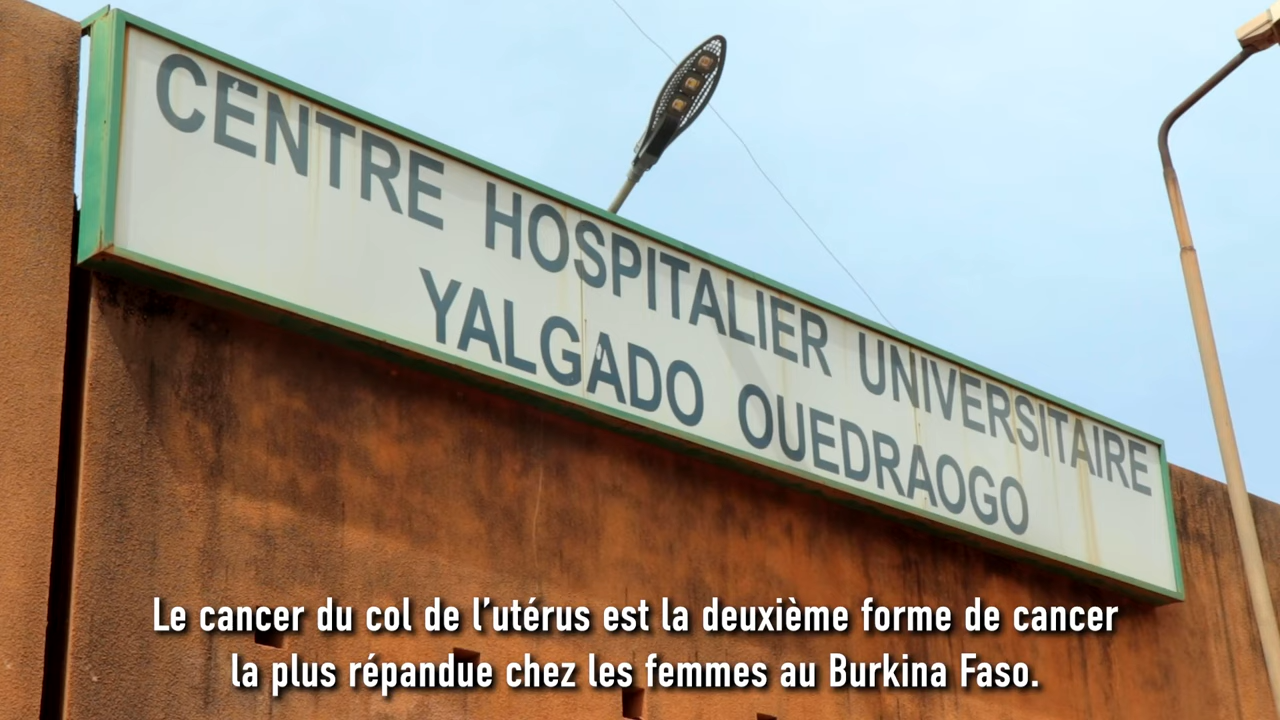 CENTRE HOSPITALIER UNIVERSITAIRE
YALGADO OUEDRAOGO
Le cancer du col de l’utérus est la deuxième forme de cancer
la plus répandue chez les femmes au Burkina Faso.